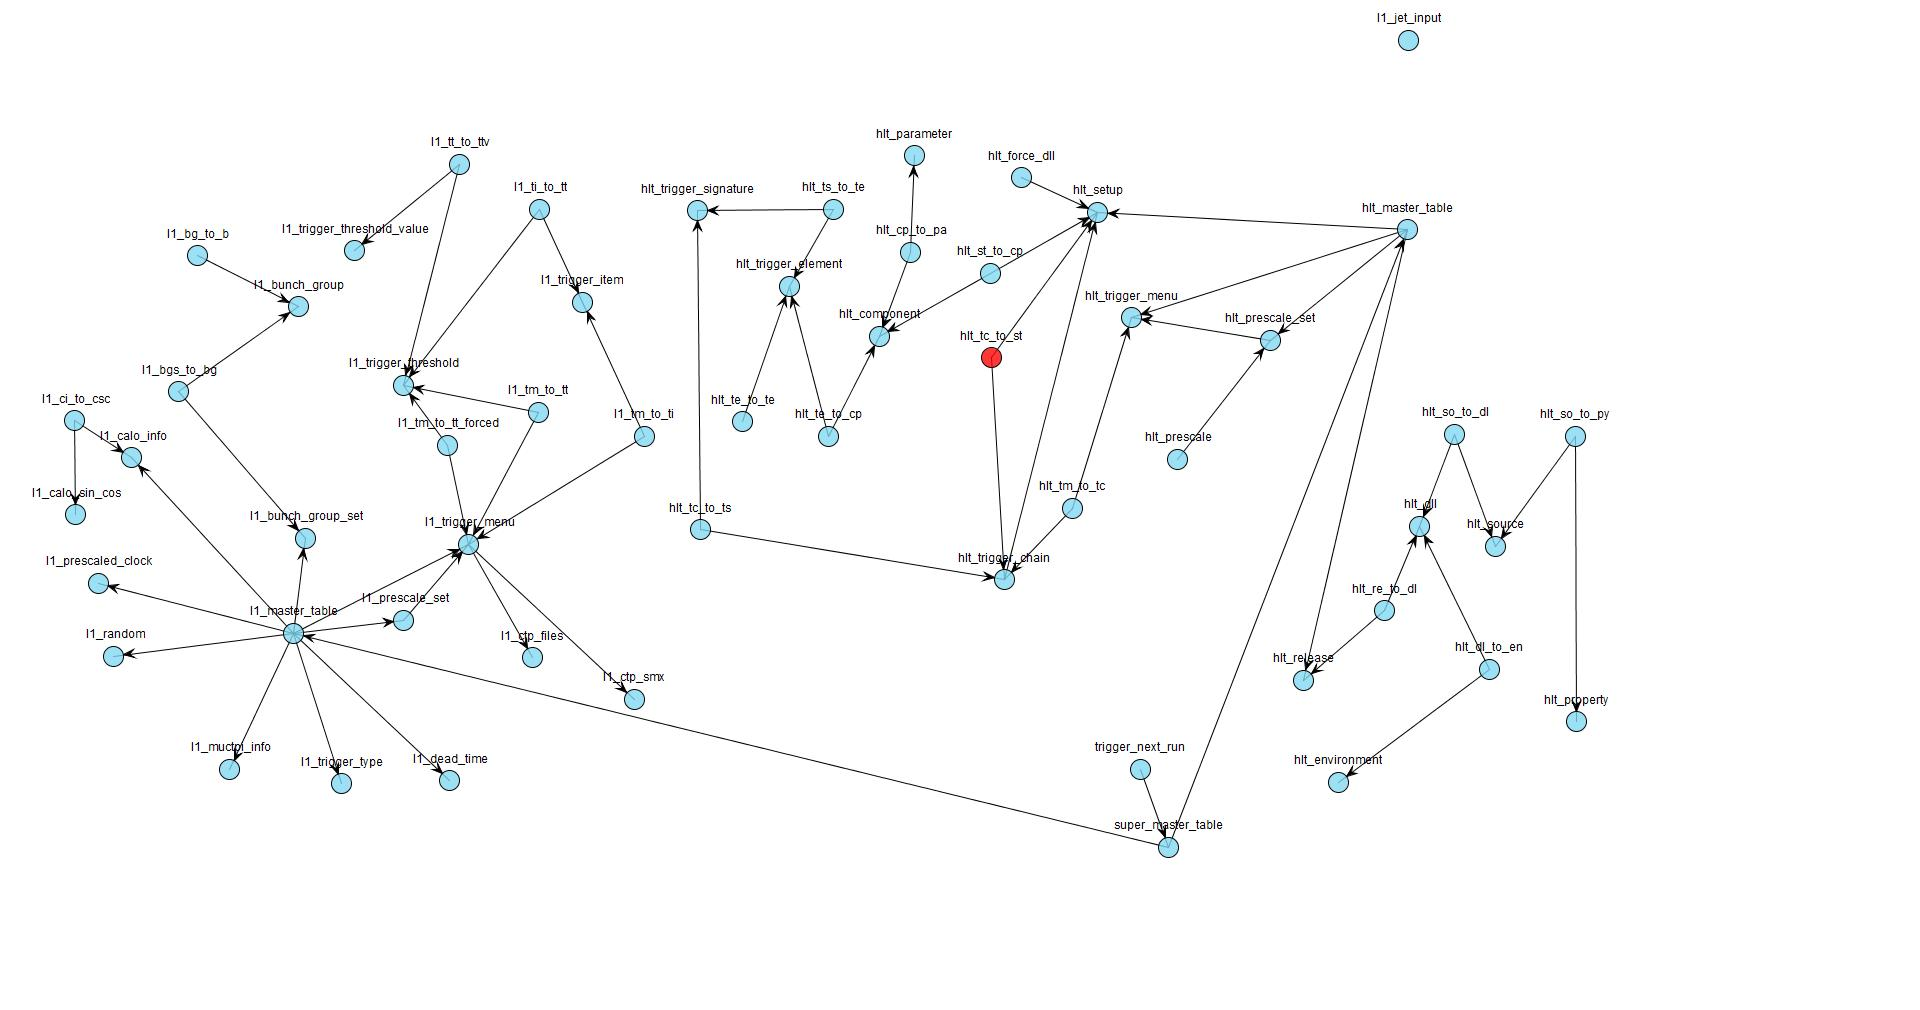 l1_jet_input
hlt_parameter
l1_tt_to_ttv
hlt_force_dll
l1_ti_to_tt
hlt_trigger_signature
hlt_ts_to_te
hlt_setup
hlt_master_table
l1_bg_to_b
l1_trigger_threshold_value
hlt_cp_to_pa
hlt_st_to_cp
hlt_trigger_element
l1_trigger_item
l1_bunch_group
hlt_trigger_menu
hlt_component
hlt_prescale_set
hlt_tc_to_st
l1_trigger_threshold
l1_bgs_to_bg
l1_tm_to_tt
l1_ci_to_csc
hlt_te_to_te
hlt_te_to_cp
l1_tm_to_ti
hlt_so_to_dl
hlt_so_to_py
l1_tm_to_tt_forced
l1_calo_info
hlt_prescale
hlt_tm_to_tc
l1_calo_sin_cos
hlt_dll
hlt_tc_to_ts
l1_bunch_group_set
l1_trigger_menu
hlt_source
hlt_trigger_chain
l1_prescaled_clock
hlt_re_to_dl
l1_prescale_set
l1_master_table
l1_random
l1_ctp_files
hlt_dl_to_en
hlt_release
l1_ctp_smx
hlt_property
l1_muctpi_info
trigger_next_run
l1_trigger_type
l1_dead_time
hlt_environment
super_master_table